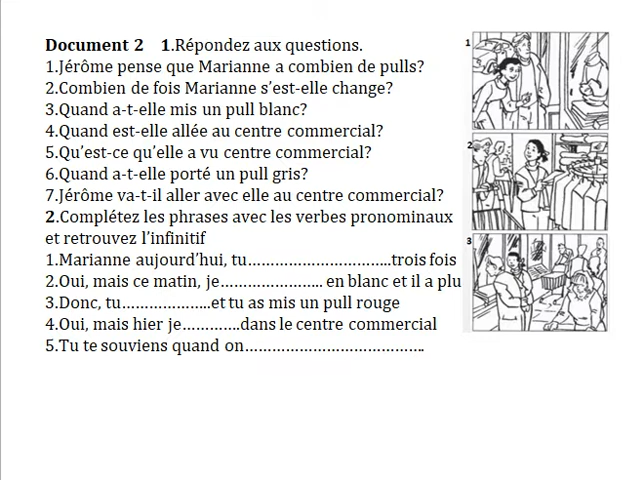 Document 2 1.Répondez aux questions.
1.Jérôme pense que Marianne a combien de pulls?
2.Combien de fois Marianne s'est-elle change?
3.Quand a-t-elle mis un pull blanc?
4.Quand est-elle allée au centre commercial?
5.Qu'est-ce qu'elle a vu centre commercial?
6.Quand a-t-elle porté un pull gris?
7.Jérôme va-t-il aller avec elle au centre commercial?
2.Complétez les phrases avec les verbes pronominaux
et retrouvez l'infinitif
1.Marianne aujourd'hui, tu……………………………..trois fois
2.Oui, mais ce matin, je…………………… en blanc et il a plu
3.Donc, tu………………..et tu as mis un pull rouge
4.Oui, mais hier je………….dans le centre commercial
5.Tu te souviens quand on…………………………………….
1
2
3